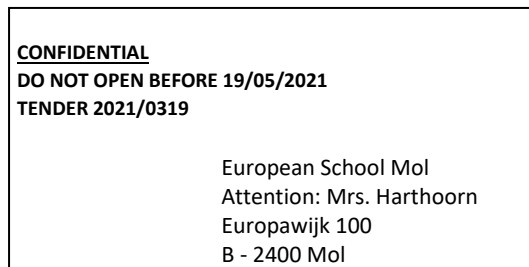 CONFIDENTIAL
DO NOT OPEN BEFORE 19/05/2021
TENDER 2021/0319
European School Mol
Attention: Mrs. Harthoorn
Europawijk 100
B - 2400 Mol